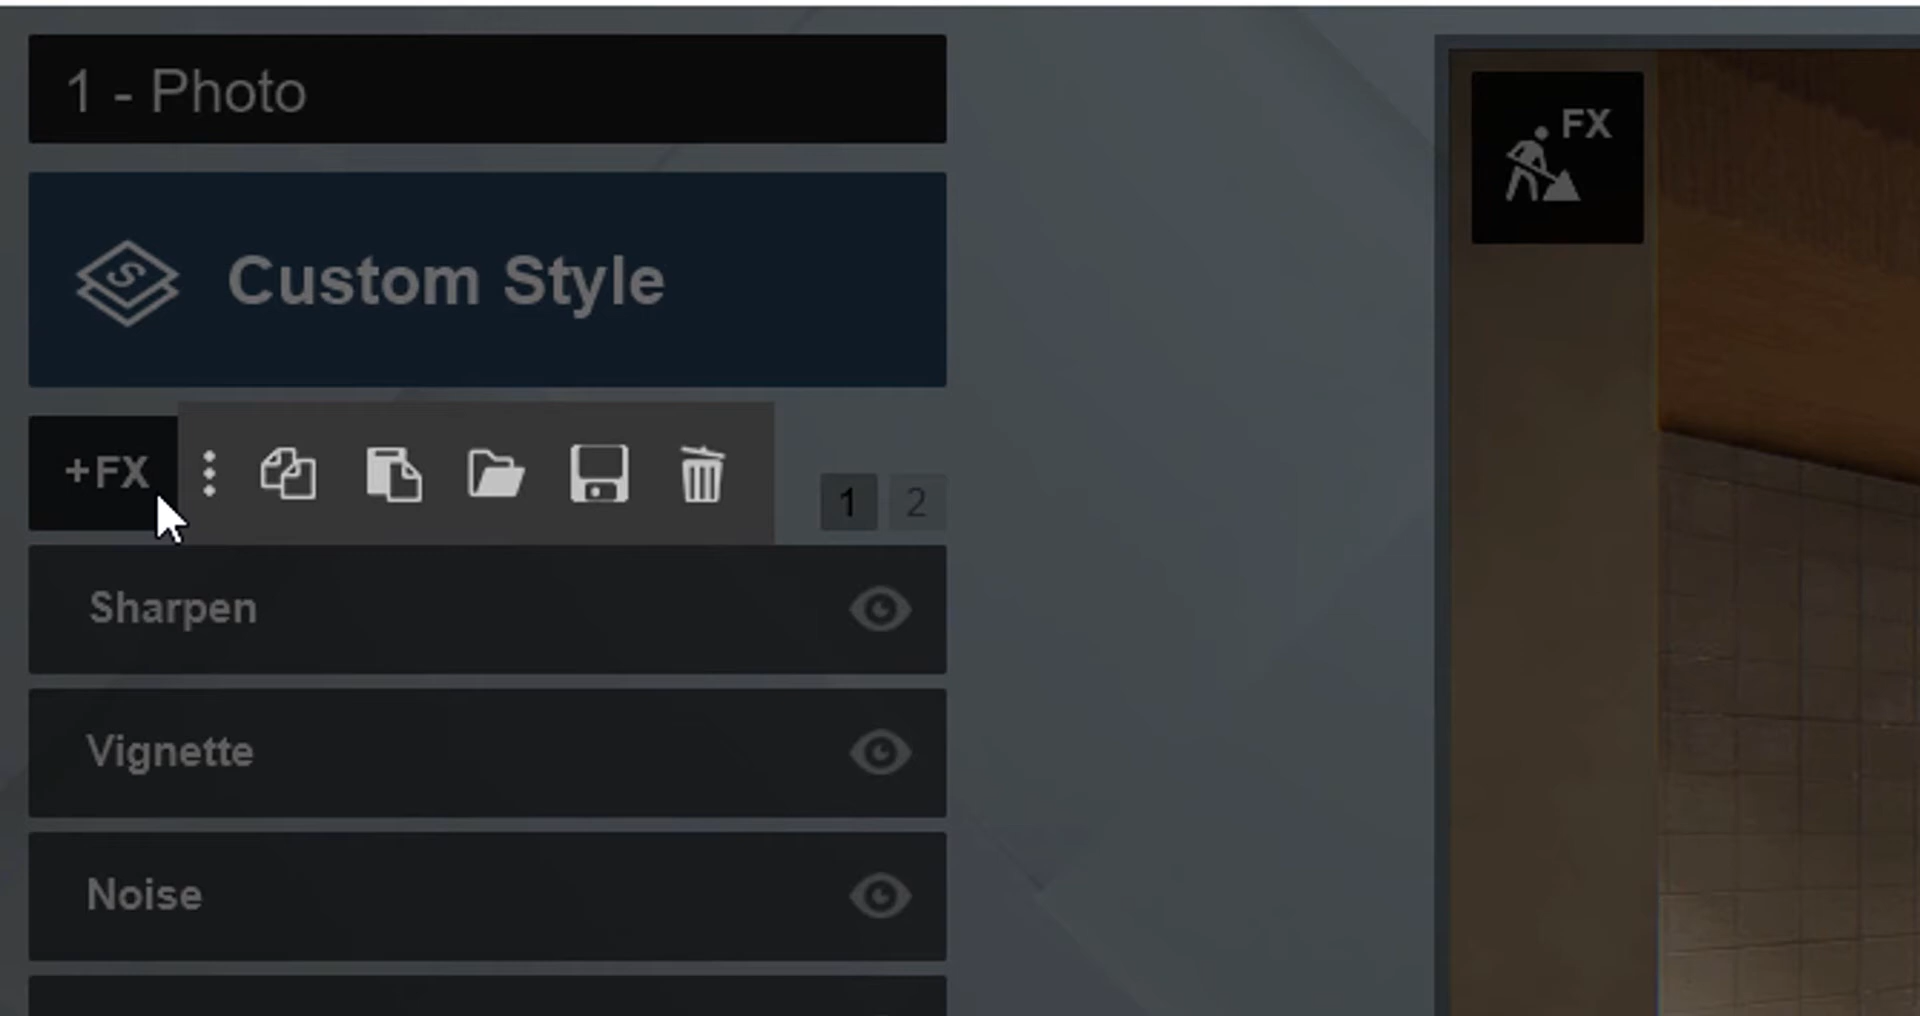 1 - Photo
FX
S
Custom Style
+FX
1 2
Sharpen
Vignette
Noise